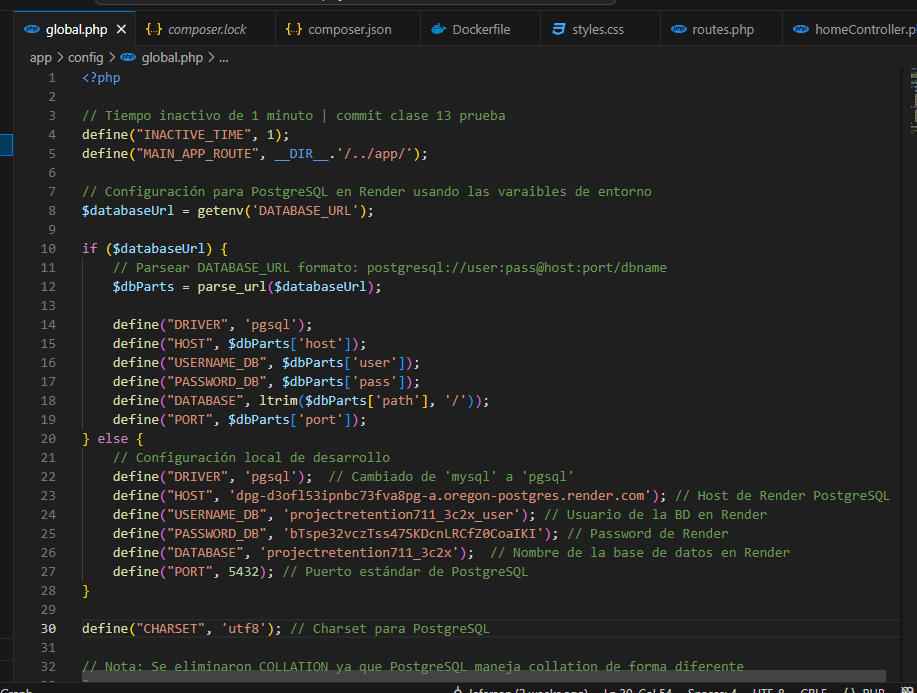 global.php
composer.lock
composer.json
Dockerfile
styles.css
routes.php
homeController.p
app > config > global.php > ...
1 <?php
2
3 // Tiempo inactivo de 1 minuto | commit clase 13 prueba
4 define("INACTIVE_TIME", 1);
5 define("MAIN_APP_ROUTE", __DIR__.'/../app/');
6
7 // Configuración para PostgreSQL en Render usando las varaibles de entorno
8 $databaseUrl = getenv('DATABASE_URL');
9
10 if ($databaseUrl) {
11 // Parsear DATABASE_URL formato: postgresql://user:pass@host:port/dbname
12 $dbParts = parse_url($databaseUrl);
13
14 define("DRIVER", 'pgsql');
15 define("HOST", $dbParts['host']);
16 define("USERNAME_DB", $dbParts['user']);
17 define("PASSWORD_DB", $dbParts['pass']);
18 define("DATABASE", ltrim($dbParts['path'], '/'));
19 define("PORT", $dbParts['port']);
20 } else {
21 // Configuración local de desarrollo
22 define("DRIVER", 'pgsql'); // Cambiado de 'mysql' a 'pgsql'
23 define("HOST", 'dpg-d3ofl53ipnbc73fva8pg-a.oregon-postgres.render.com'); // Host de Render PostgreSQL
24 define("USERNAME_DB", 'projectretention711_3c2x_user'); // Usuario de la BD en Render
25 define("PASSWORD_DB", 'bTspe32vczTss47SKDcnLRCfZ0CoaIKI'); // Password de Render
26 define("DATABASE", 'projectretention711_3c2x'); // Nombre de la base de datos en Render
27 define("PORT", 5432); // Puerto estándar de PostgreSQL
28 }
29
30 define("CHARSET", 'utf8'); // Charset para PostgreSQL
31
32 // Nota: Se eliminaron COLLATION ya que PostgreSQL maneja collation de forma diferente